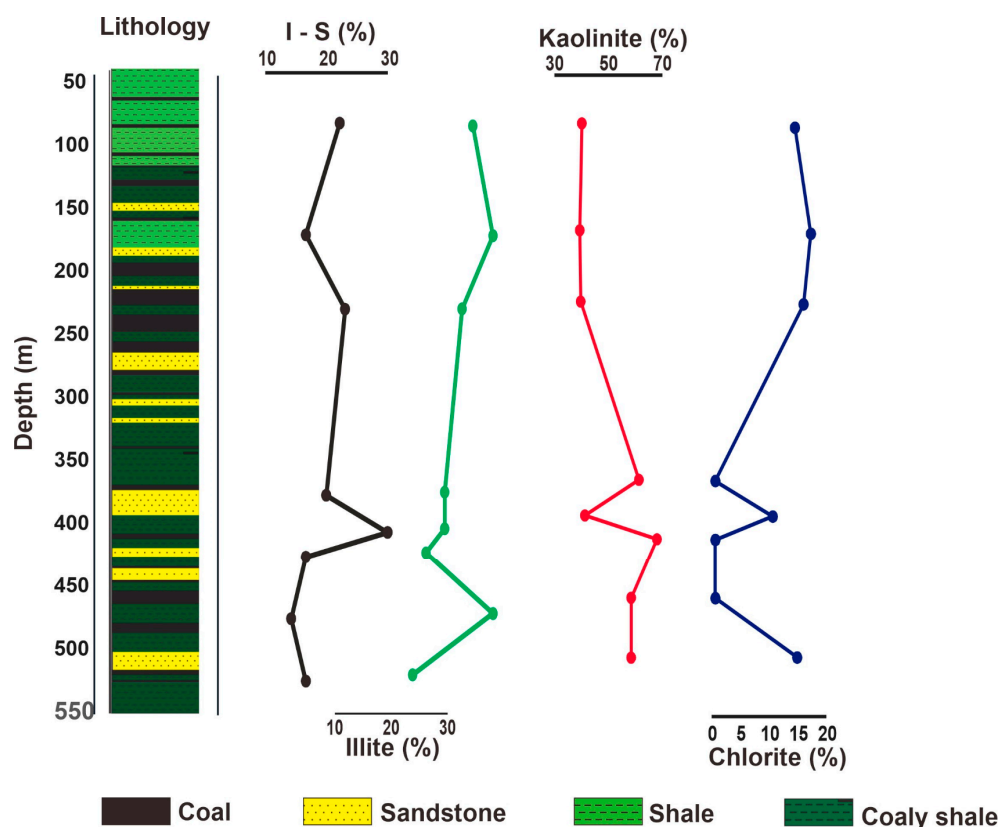 Lithology
I - S (%)
10 20 30
Kaolinite (%)
30 50 70
Depth (m)
50
100
150
200
250
300
350
400
450
500
550
10 20 30
Illite (%)
0 5 10 15 20
Chlorite (%)
Coal Sandstone Shale Coaly shale